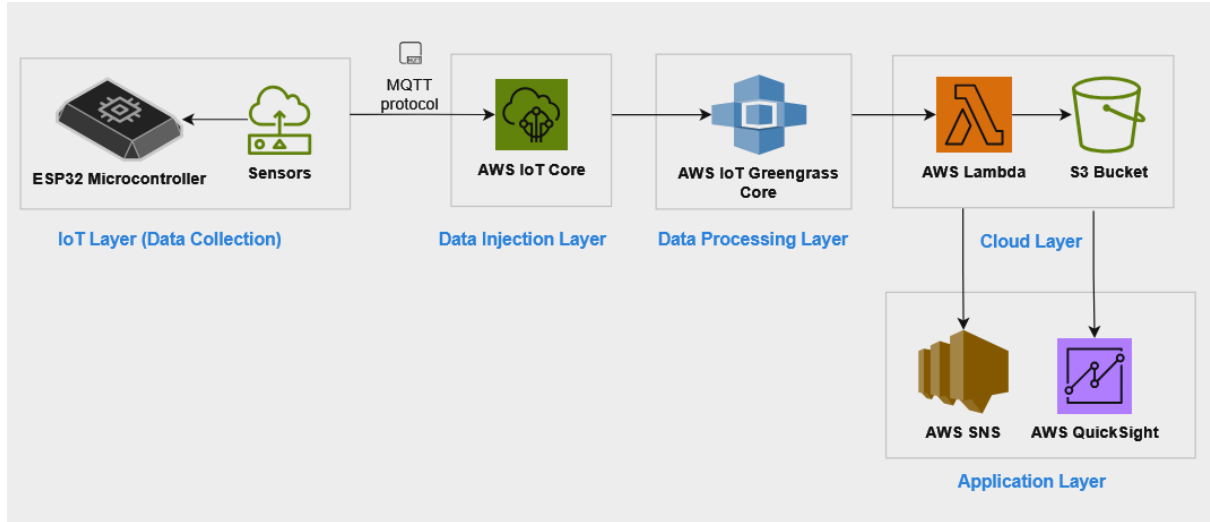 MQTT
protocol
ESP32 Microcontroller
Sensors
AWS IoT Core
AWS IoT Greengrass
Core
AWS Lambda
S3 Bucket
IoT Layer (Data Collection)
Data Injection Layer
Data Processing Layer
Cloud Layer
AWS SNS
AWS QuickSight
Application Layer